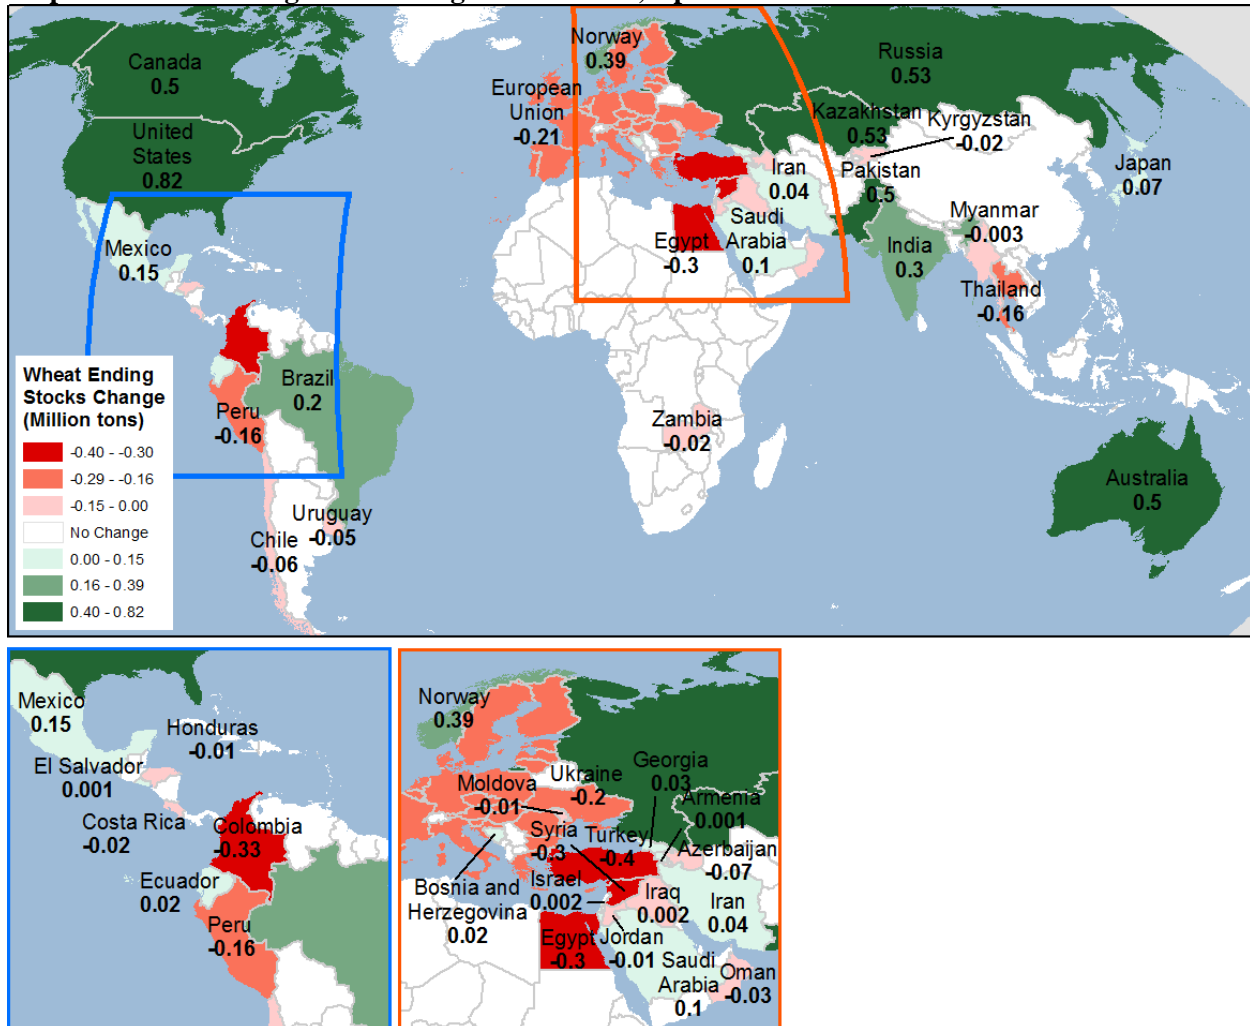 Canada
0.5
United
States
0.82
Mexico
0.15
Norway
0.39
European
Union
-0.21
Russia
0.53
Kazakhstan
0.53
Kyrgyzstan
-0.02
Iran
0.04
Pakistan
0.5
Japan
0.07
Saudi
Arabia
0.1
Egypt
-0.3
India
0.3
Myanmar
-0.003
Thailand
-0.16
Brazil
0.2
Peru
-0.16
Zambia
-0.02
Australia
0.5
Uruguay
-0.05
Chile
-0.06
Wheat Ending
Stocks Change
(Million tons)
-0.40 - -0.30
-0.29 - -0.16
-0.15 - 0.00
No Change
0.00 - 0.15
0.16 - 0.39
0.40 - 0.82
Mexico
0.15
Honduras
-0.01
El Salvador
0.001
Costa Rica
-0.02
Colombia
-0.33
Ecuador
0.02
Peru
-0.16
Norway
0.39
Georgia
0.03
Ukraine
-0.2
Moldova
-0.01
Armenia
0.001
Syria
-0.3
Turkey
-0.4
Azerbaijan
-0.07
Israel
0.002
Bosnia and
Herzegovina
0.02
Iraq
0.002
Iran
0.04
Egypt
-0.3
Jordan
-0.01
Saudi
Arabia
0.1
Oman
-0.03